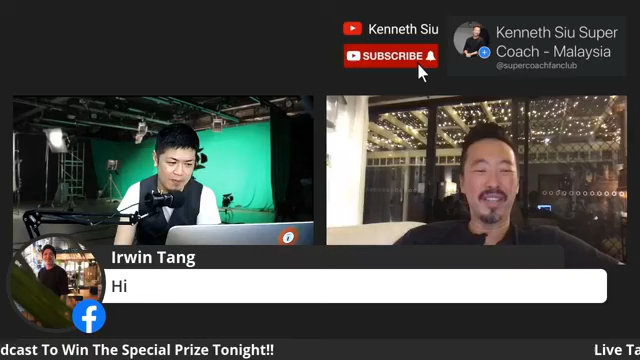 Kenneth Siu
SUBSCRIBE
Kenneth Siu Super
Coach - Malaysia
@supercoachfanclub
Irwin Tang
Hi
dcast To Win The Special Prize Tonight!!
Live Ta